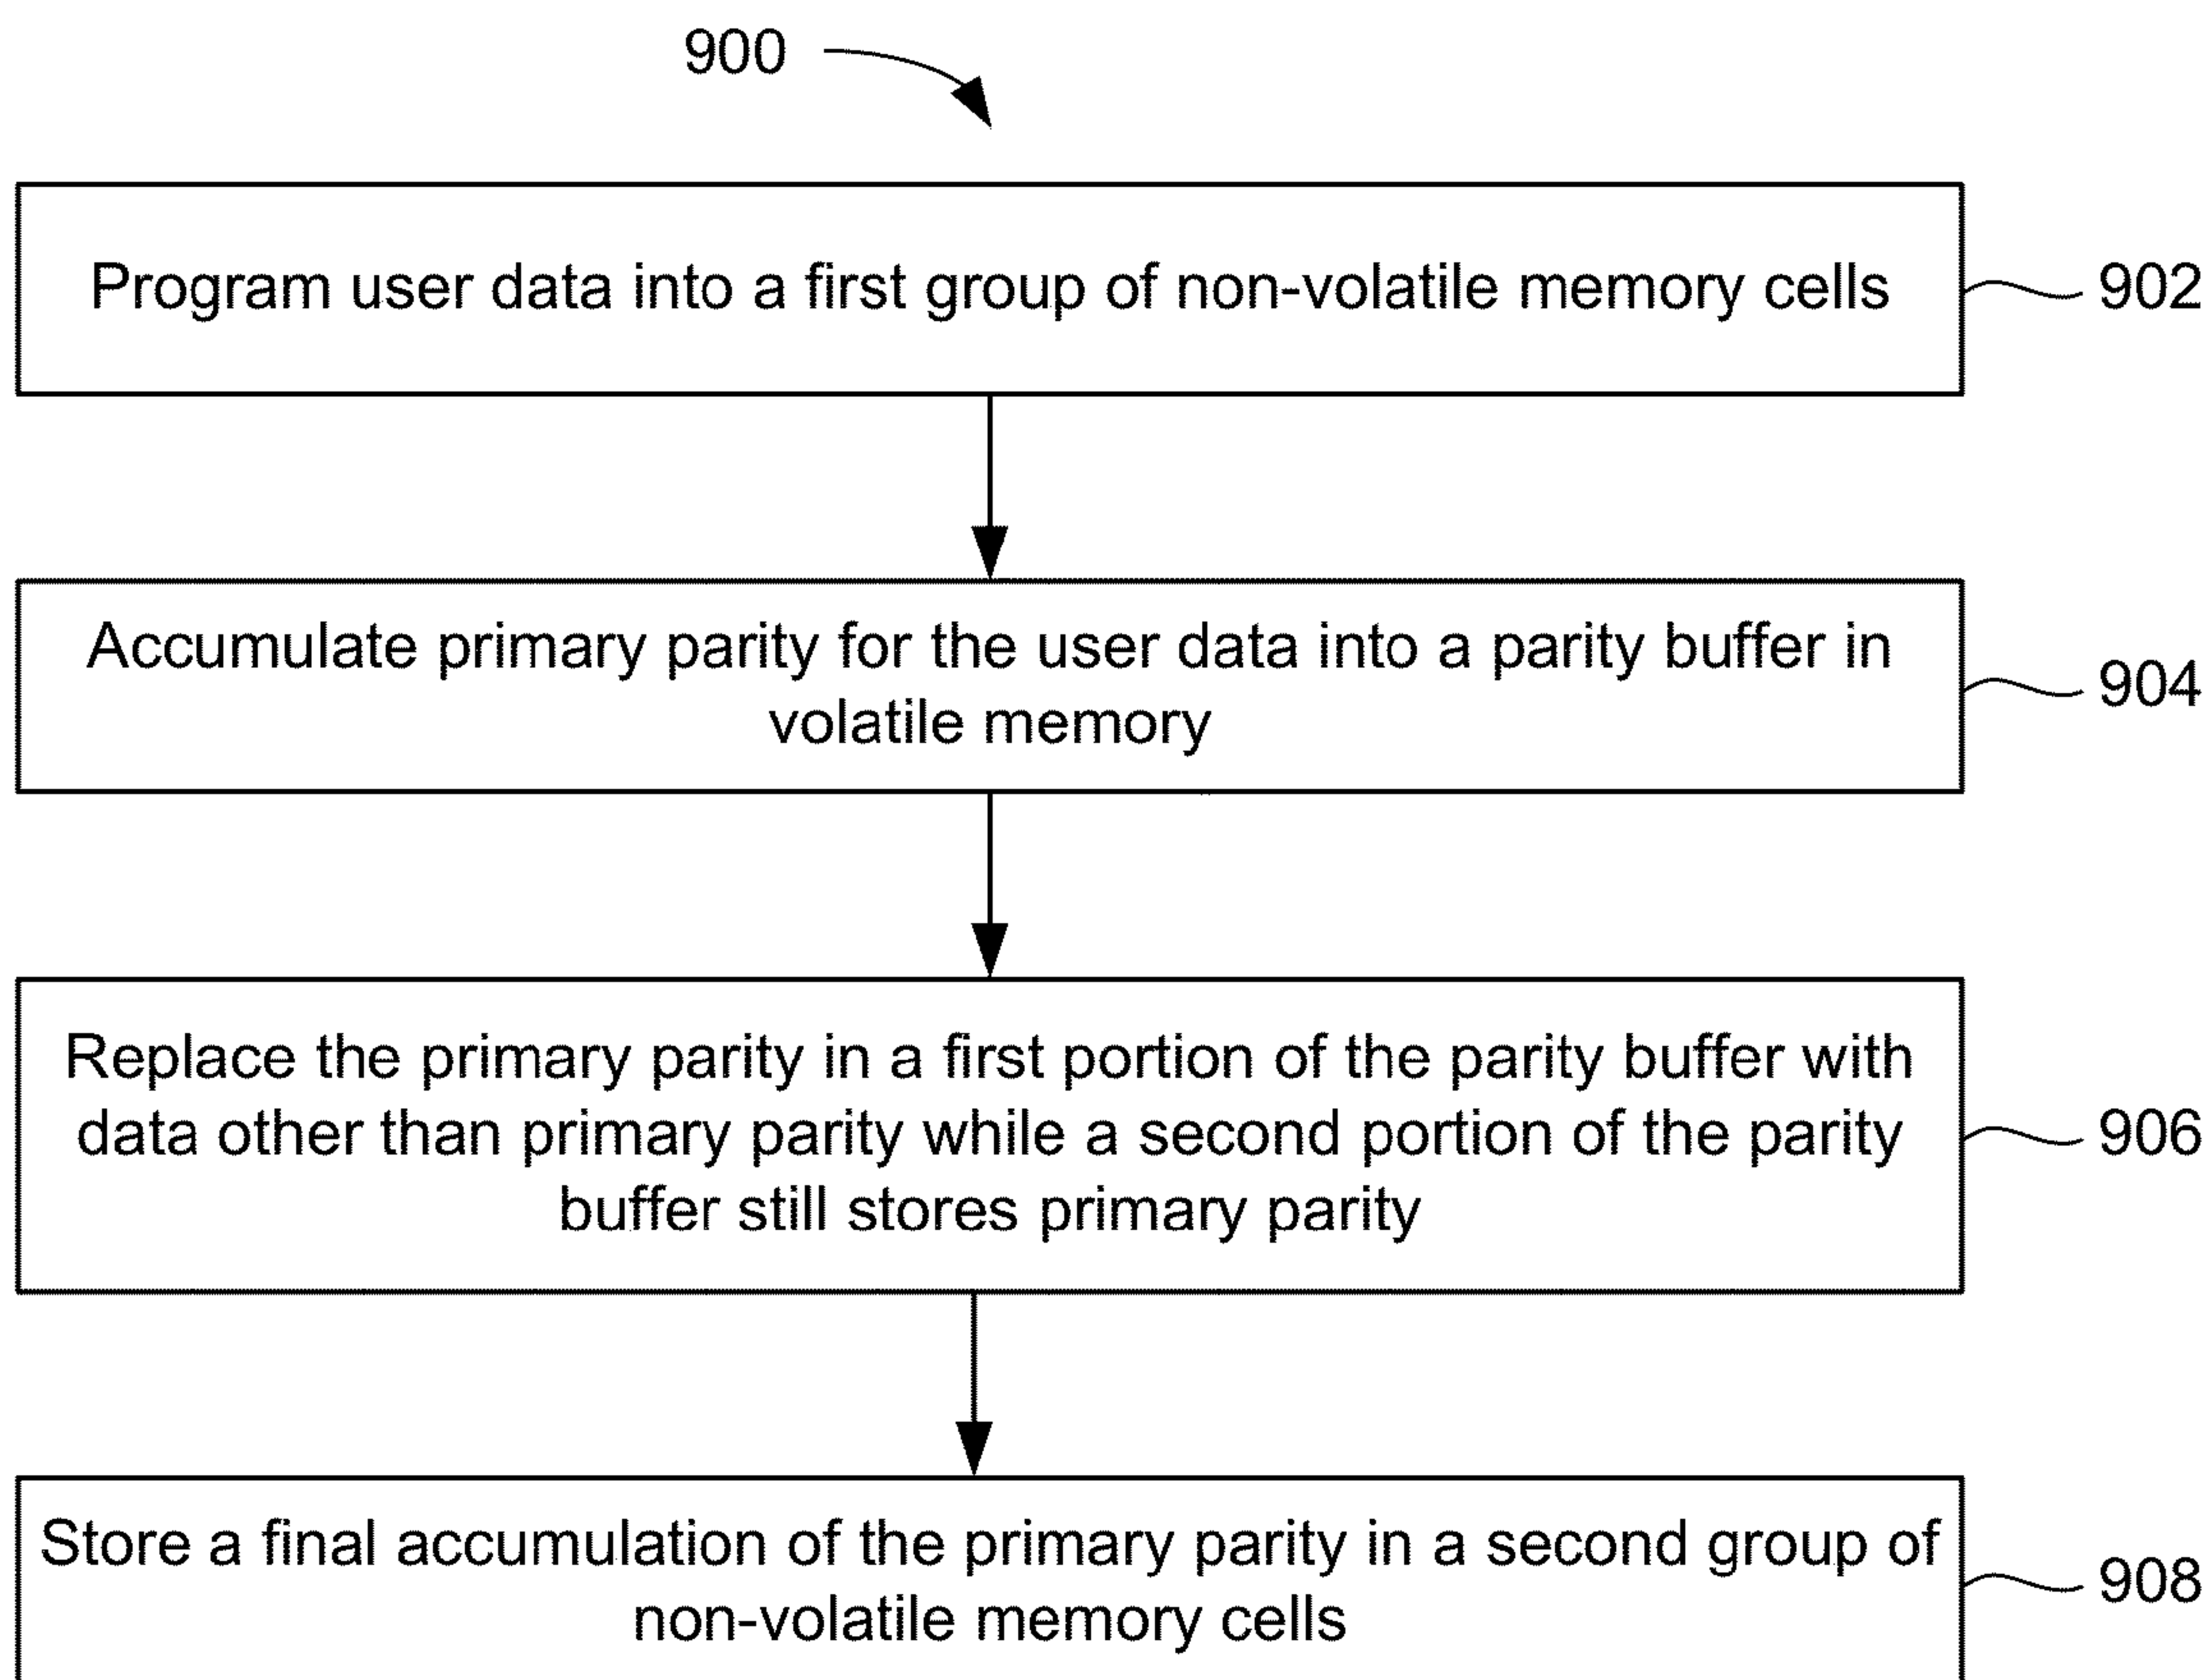 900
Program user data into a first group of non-volatile memory cells
902
Accumulate primary parity for the user data into a parity buffer in
volatile memory
904
Replace the primary parity in a first portion of the parity buffer with
data other than primary parity while a second portion of the parity
buffer still stores primary parity
906
Store a final accumulation of the primary parity in a second group of
non-volatile memory cells
908